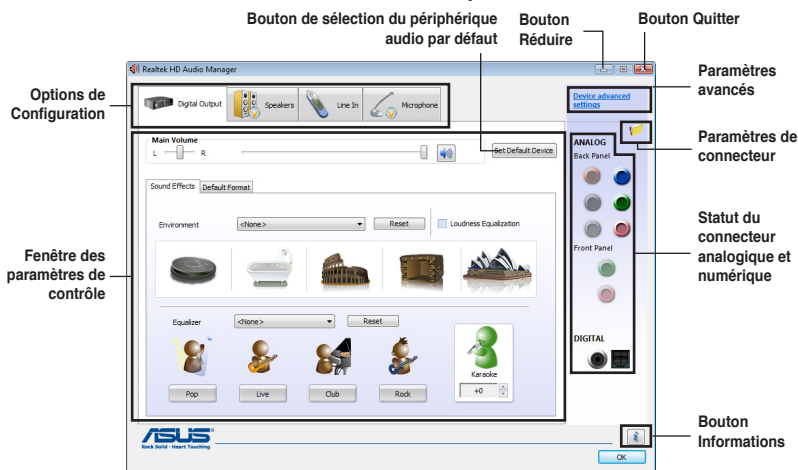 Bouton de sélection du périphérique
audio par défaut
Bouton
Réduire
Bouton Quitter
Realtek HD Audio Manager
Options de
Configuration
Digital Output
Speakers
Line In
Microphone
Device advanced
settings
Paramètres
avancés
Main Volume
L
R
Set Default Device
ANALOG
Back Panel
Paramètres de
connecteur
Sound Effects
Default Format
Environment
<None>
Reset
Loudness Equalization
Fenêtre des
paramètres de
contrôle
Front Panel
Statut du
connecteur
analogique et
numérique
Equalizer
<None>
Reset
DIGITAL
Karaoke
Pop
Live
Club
Rock
+0
ASUS
Rock Solid · Heart Touching
Bouton
Informations
OK